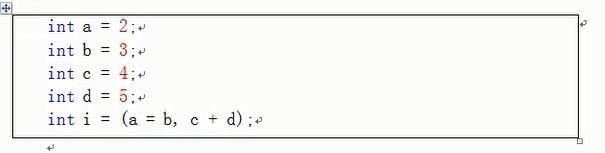 int a = 2;
int b = 3;
int c = 4;
int d = 5;
int i = (a = b, c + d);